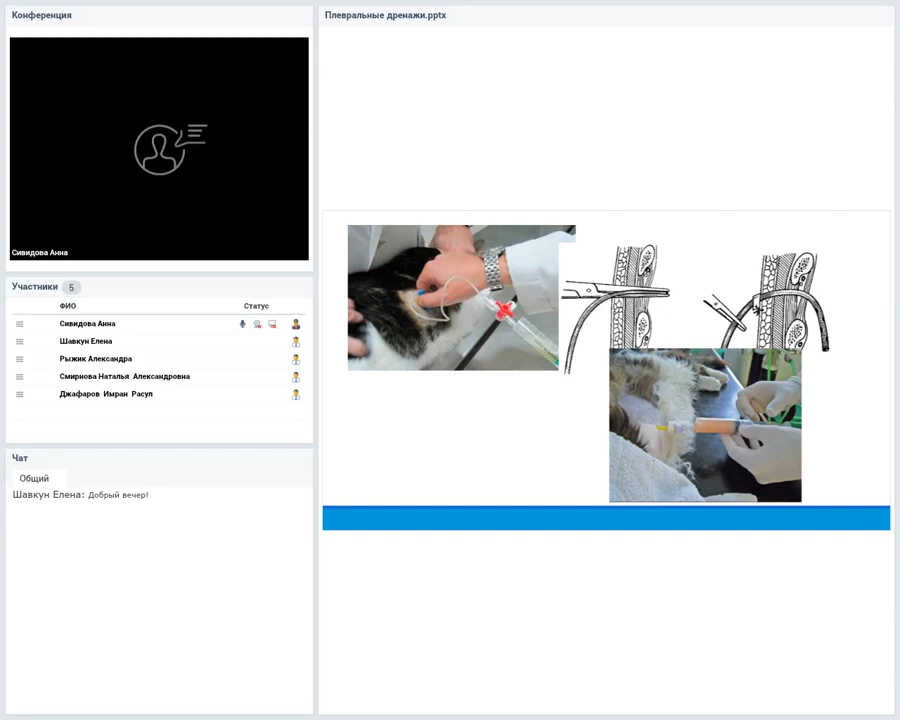 Конференция
Сивидова Анна
Участники 5
ФИО Статус
Сивидова Анна
Шавкун Елена
Рыжик Александра
Смирнова Наталья Александровна
Джафаров Имран Расул
Чат
Общий
Шавкун Елена: Добрый вечер!
Плевральные дренажи.pptx